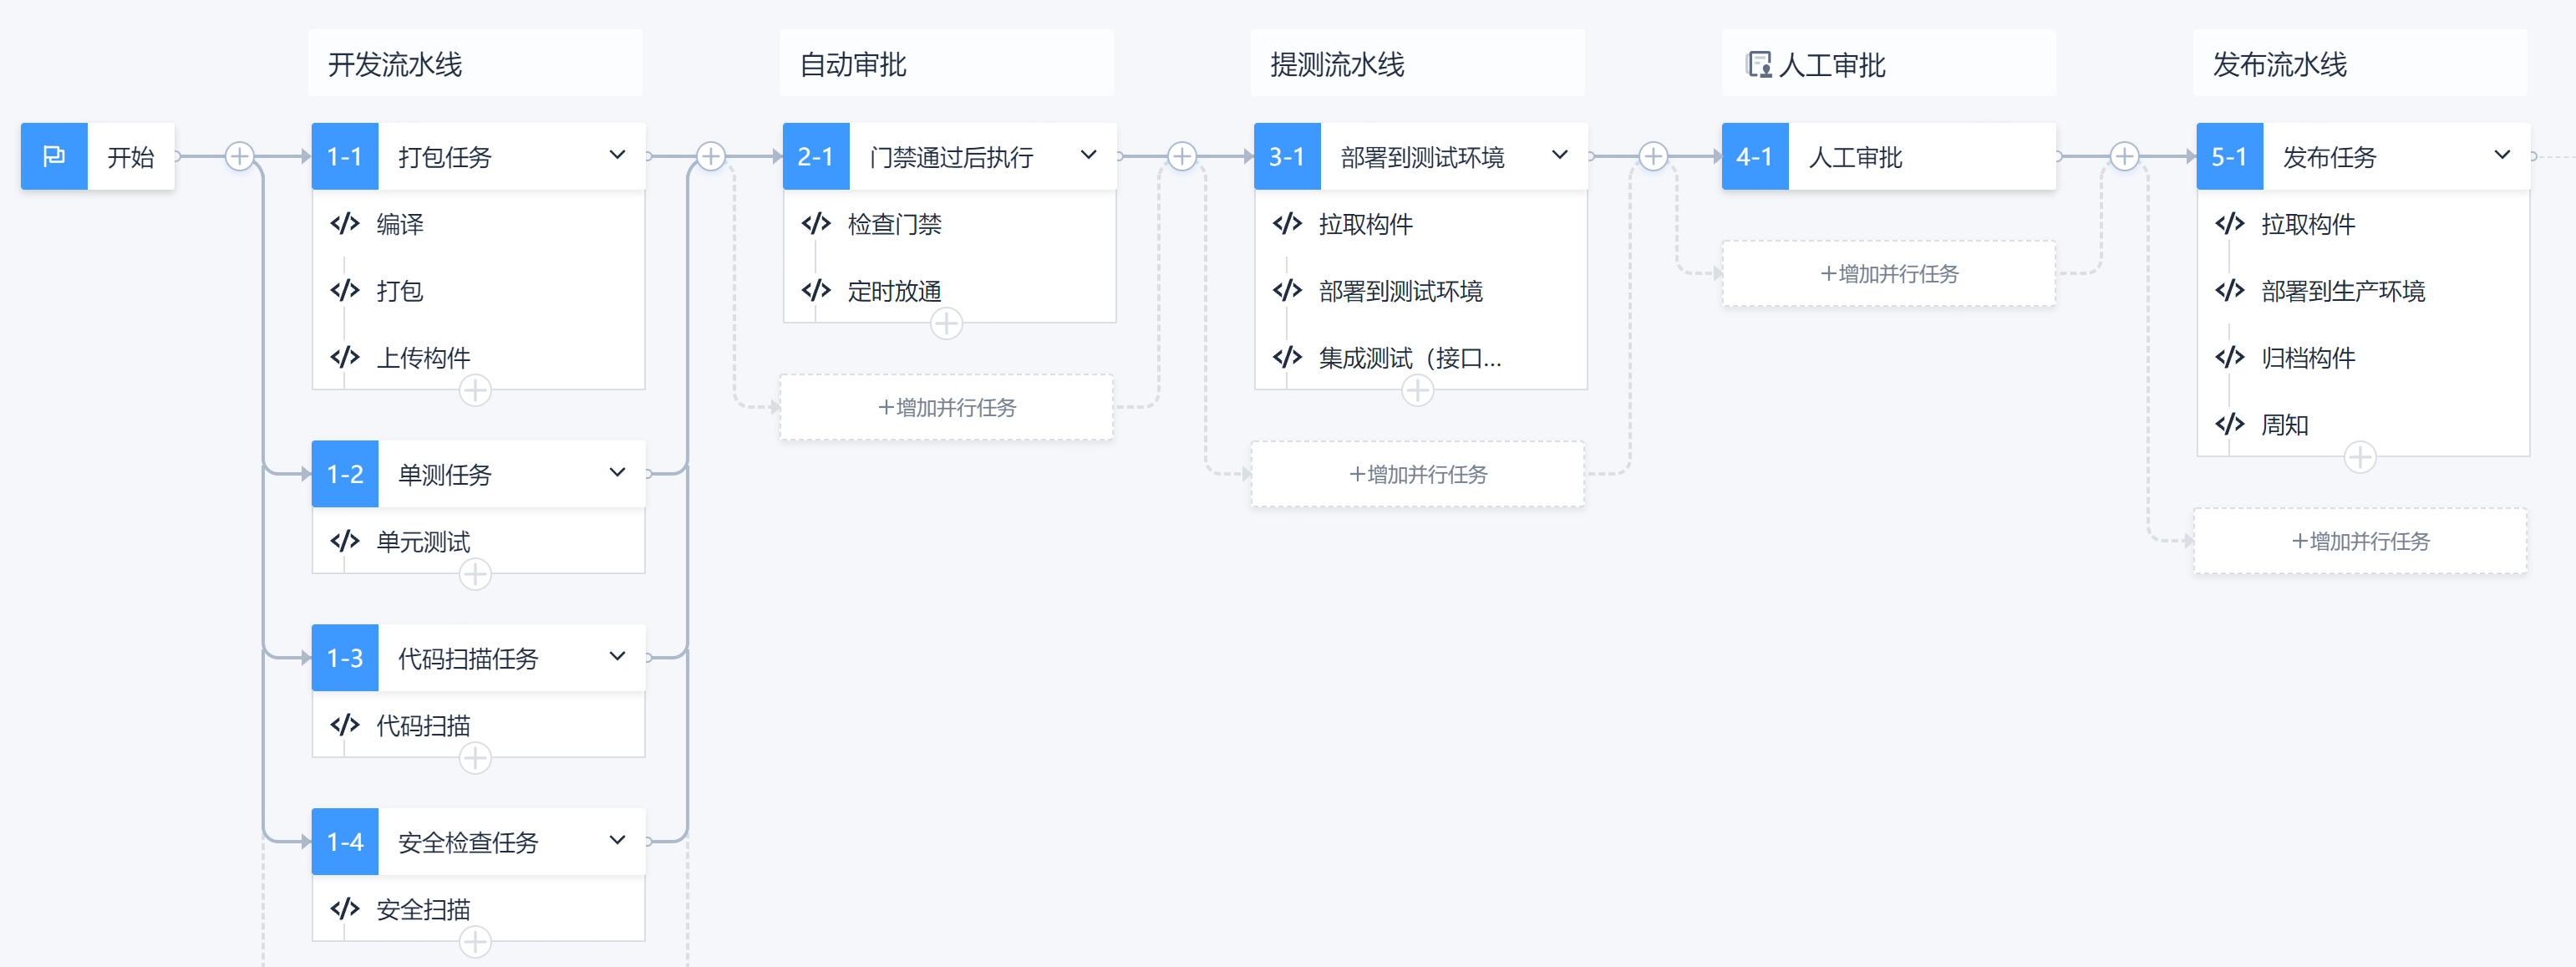 开发流水线
自动审批
提测流水线
人工审批
发布流水线
开始
1-1 打包任务
编译
打包
上传构件
1-2 单测任务
单元测试
1-3 代码扫描任务
代码扫描
1-4 安全检查任务
安全扫描
2-1 门禁通过后执行
检查门禁
定时放通
+增加并行任务
3-1 部署到测试环境
拉取构件
部署到测试环境
集成测试（接口...
+增加并行任务
4-1 人工审批
+增加并行任务
5-1 发布任务
拉取构件
部署到生产环境
归档构件
周知
+增加并行任务